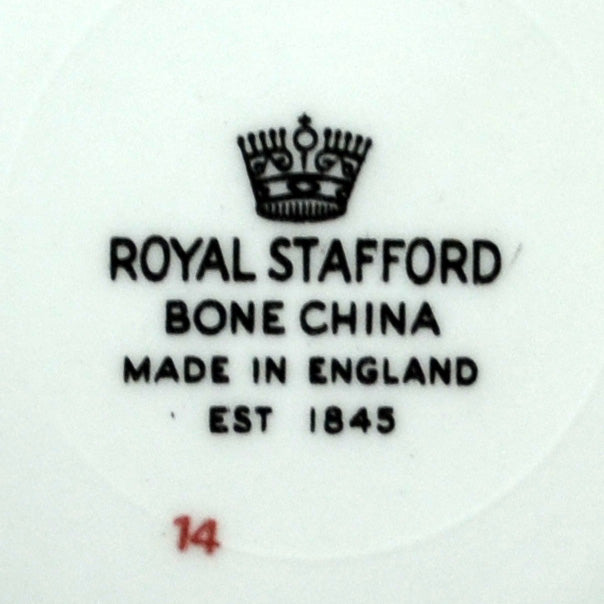 ROYAL STAFFORD
BONE CHINA
MADE IN ENGLAND
EST 1845
14